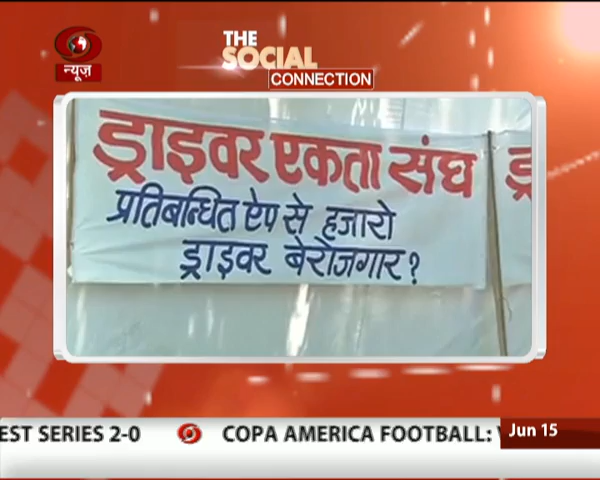 THE
SOCIAL
CONNECTION
न्यूज़
ड्राइवर एकता संघ
प्रतिबन्धित ऐप से हजारो
ड्राइवर बेरोजगार?
EST SERIES 2-0 COPA AMERICA FOOTBALL:
Jun 15